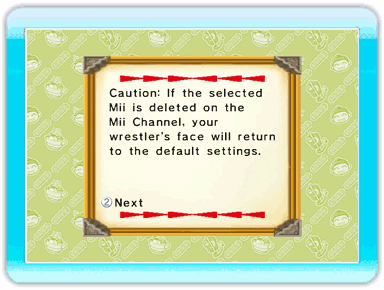 Caution: If the selected
Mii is deleted on the
Mii Channel, your
wrestler's face will return
to the default settings.
② Next